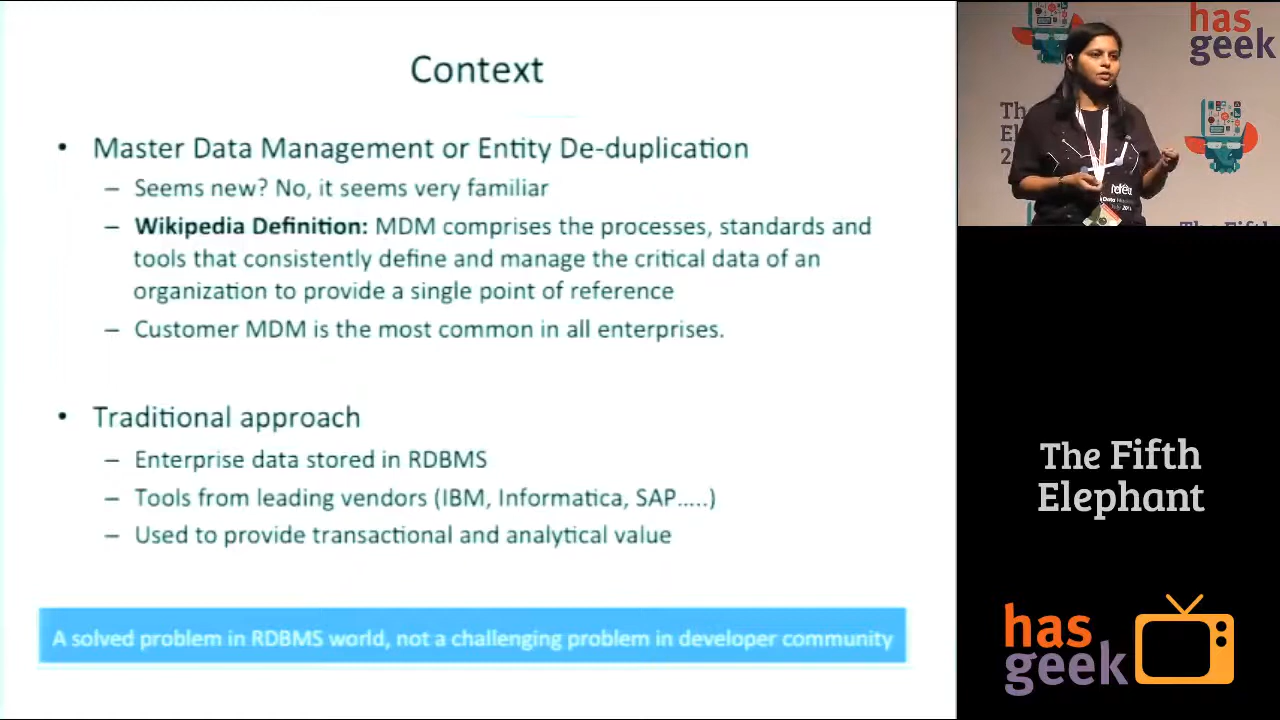 Context
• Master Data Management or Entity De-duplication
– Seems new? No, it seems very familiar
– Wikipedia Definition: MDM comprises the processes, standards and
tools that consistently define and manage the critical data of an
organization to provide a single point of reference
– Customer MDM is the most common in all enterprises.
• Traditional approach
– Enterprise data stored in RDBMS
– Tools from leading vendors (IBM, Informatica, SAP.....)
– Used to provide transactional and analytical value
A solved problem in RDBMS world, not a challenging problem in developer community
has
geek
The Fifth
Elephant
has
geek